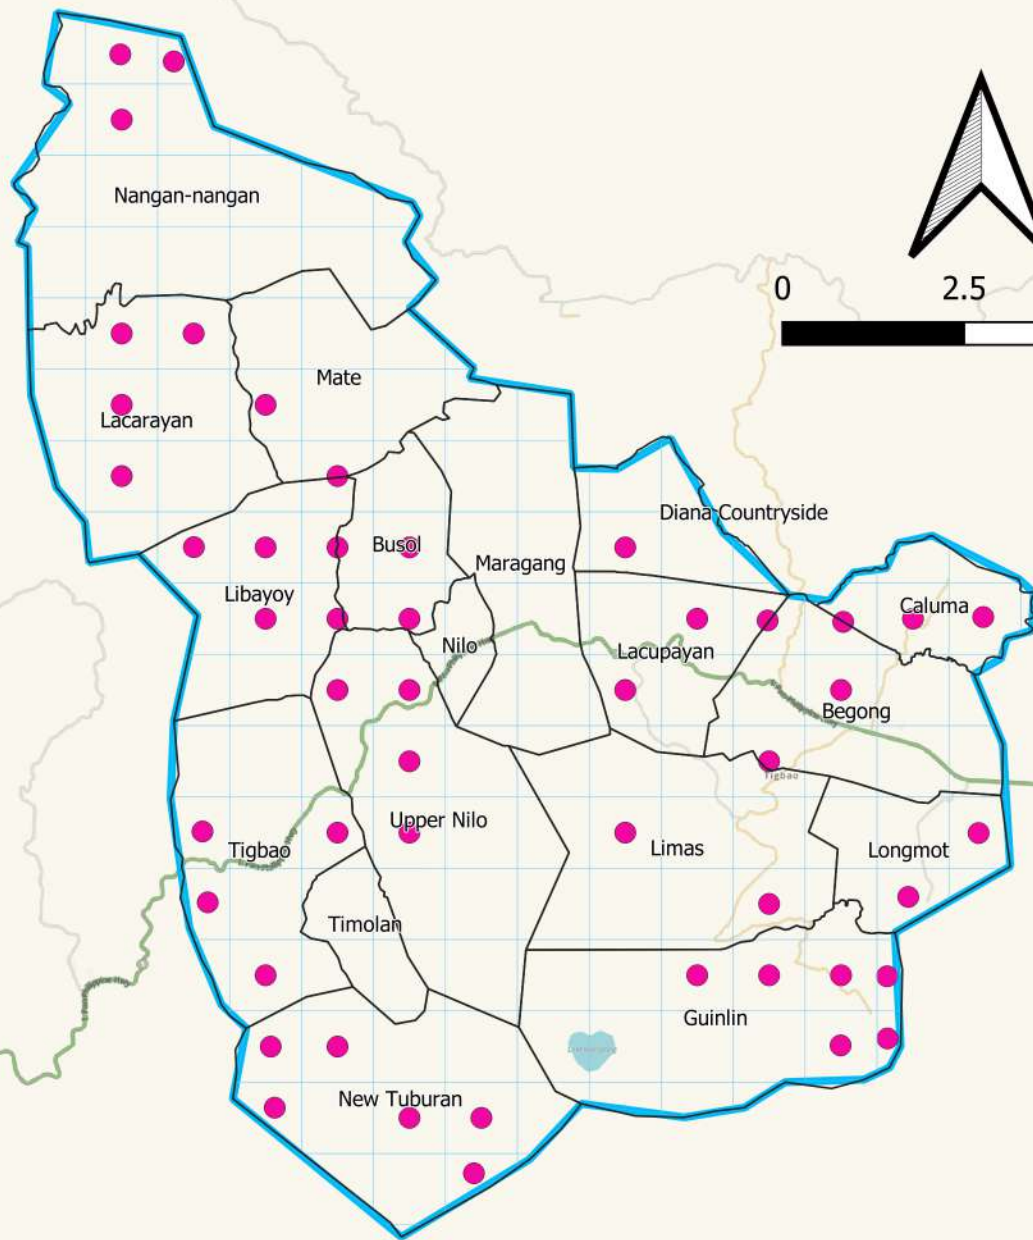 Nangan-nangan
0 2.5
Mate
Lacarayan
Diana Countryside
Busol
Maragang
Libayoy
Caluma
Nilo
Lacupayan
Begong
Tigbao
Upper Nilo
Tigbao
Limas
Longmot
Timolan
Guinlin
New Tuburan